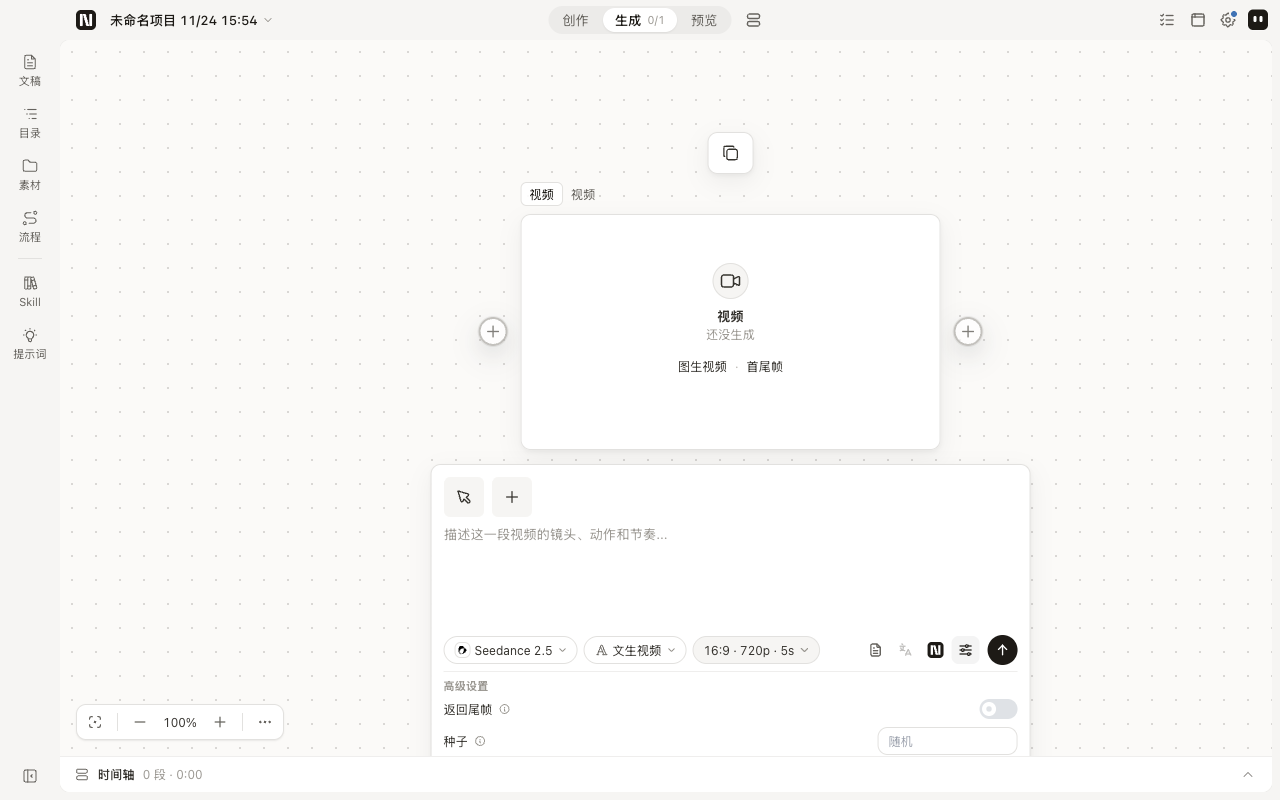 未命名项目 11/24 15:54
创作
生成 0/1
预览
文稿
目录
素材
流程
Skill
提示词
视频
视频 ·
视频
还没生成
图生视频 · 首尾帧
描述这一段视频的镜头、动作和节奏...
Seedance 2.5
文生视频
16:9 · 720p · 5s
高级设置
返回尾帧
种子
随机
100%
时间轴 0 段 · 0:00